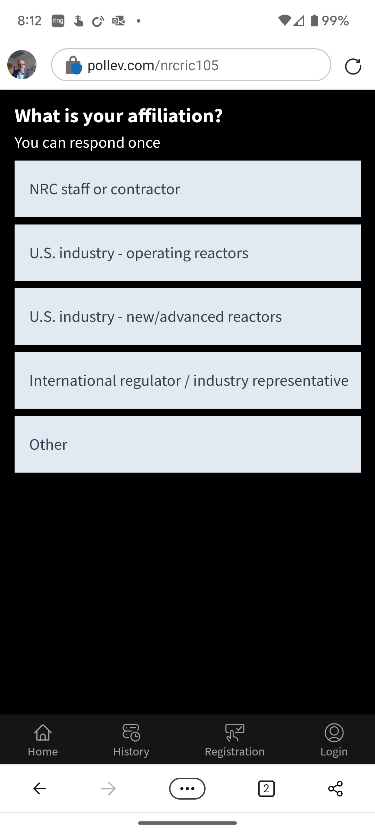 8:12
ring
99%
pollev.com/nrcric105
What is your affiliation?
You can respond once
NRC staff or contractor
U.S. industry - operating reactors
U.S. industry - new/advanced reactors
International regulator / industry representative
Other
Home
History
Registration
Login
2